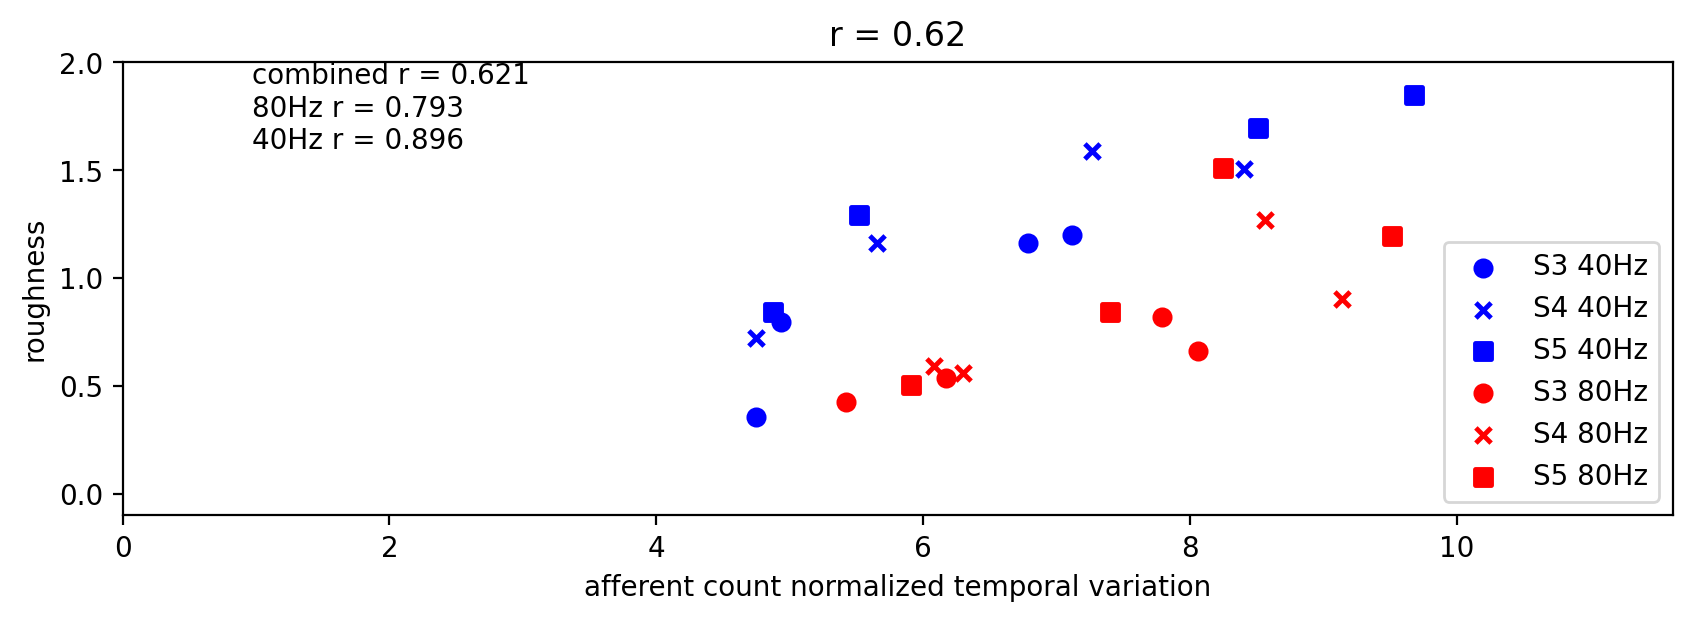 r = 0.62
combined r = 0.621
80Hz r = 0.793
40Hz r = 0.896
2.0
1.5
1.0
0.5
0.0
roughness
S3 40Hz
S4 40Hz
S5 40Hz
S3 80Hz
S4 80Hz
S5 80Hz
0 2 4 6 8 10
afferent count normalized temporal variation